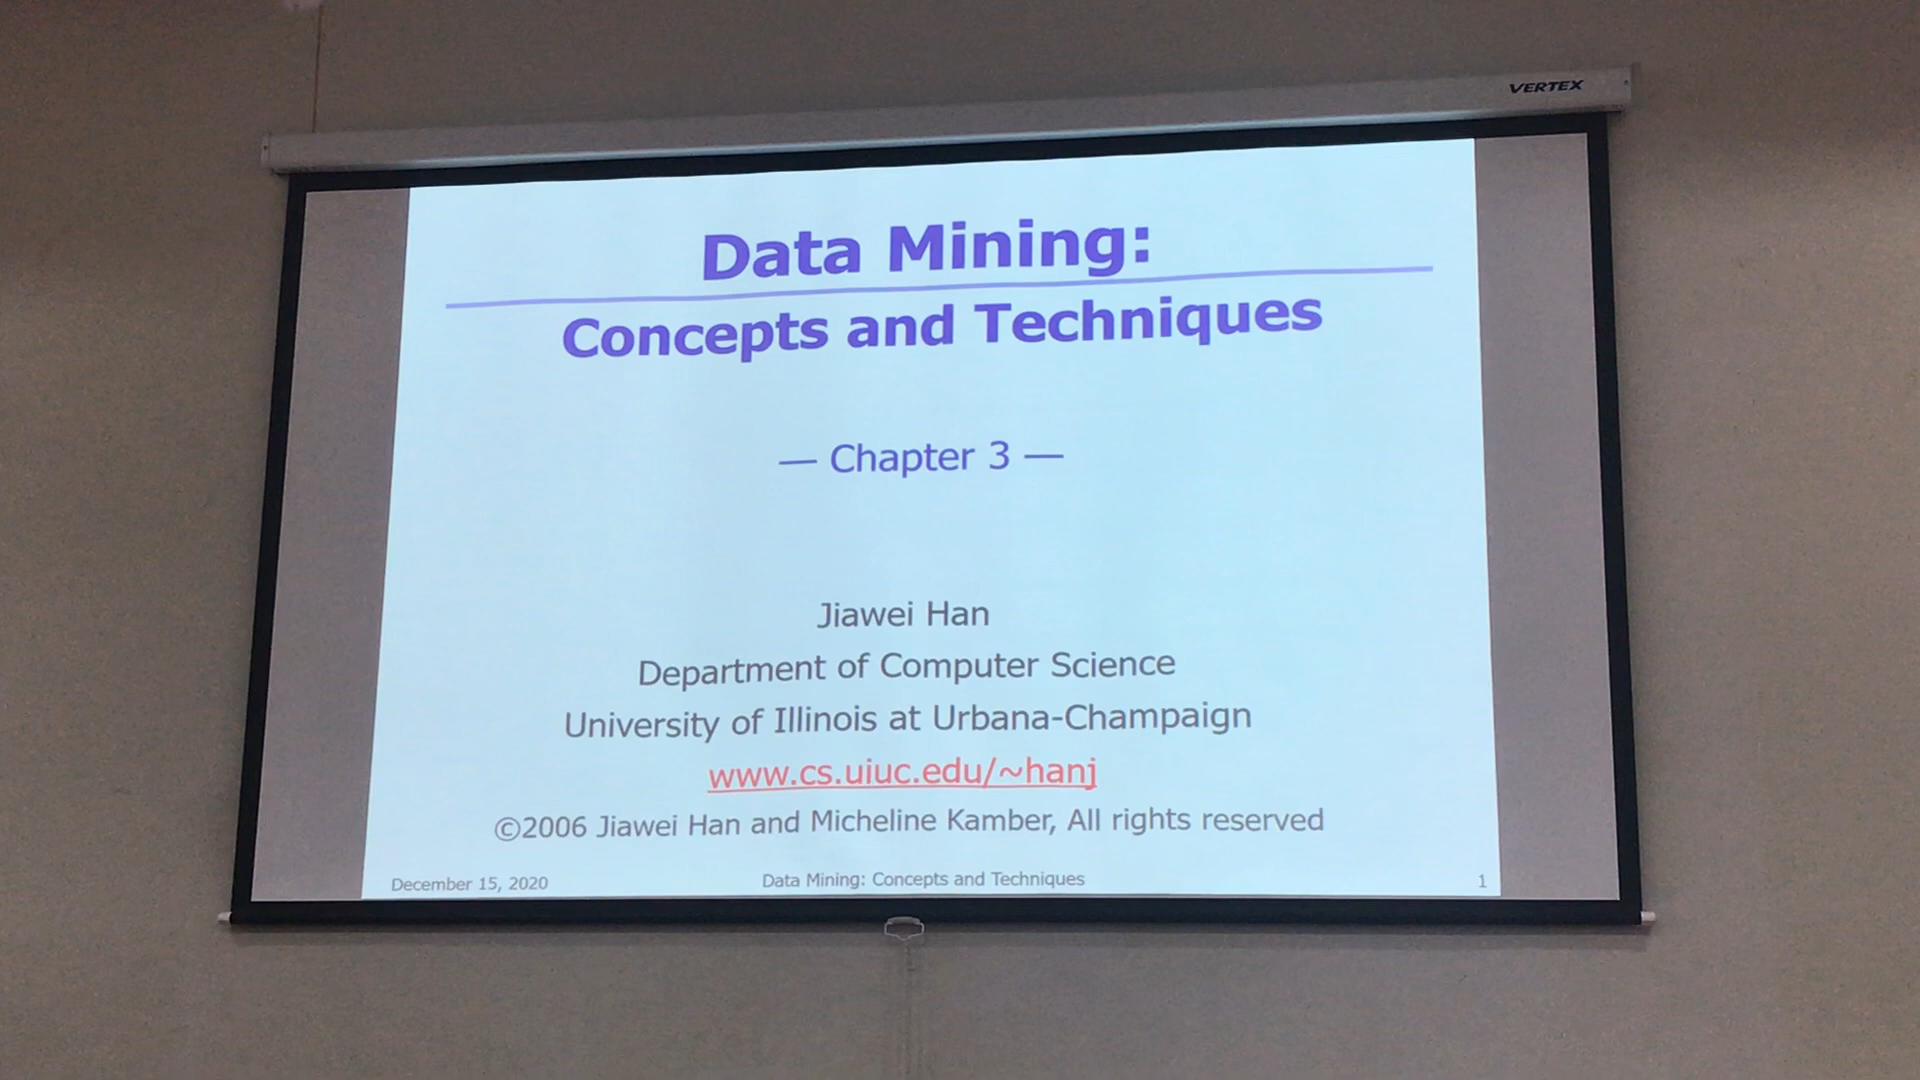 VERTEX
Data Mining:
Concepts and Techniques
— Chapter 3 —
Jiawei Han
Department of Computer Science
University of Illinois at Urbana-Champaign
www.cs.uiuc.edu/~hanj
©2006 Jiawei Han and Micheline Kamber, All rights reserved
December 15, 2020 Data Mining: Concepts and Techniques 1